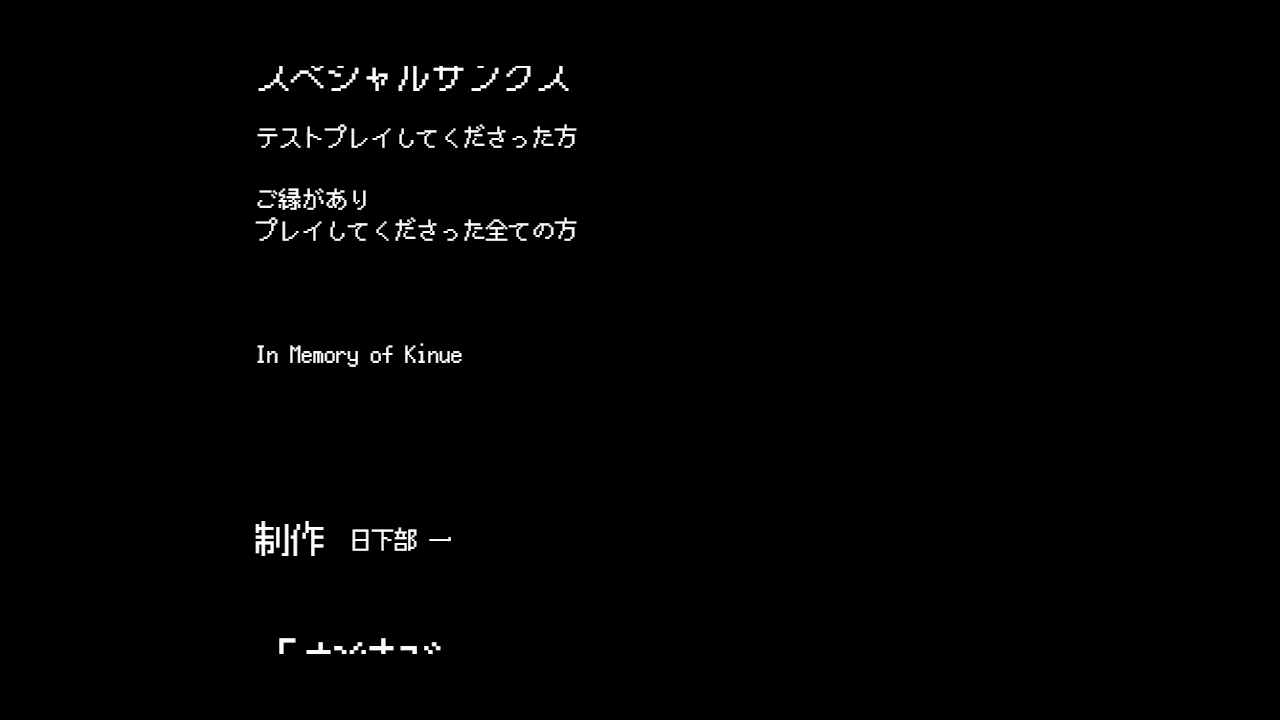 スペシャルサンクス
テストプレイしてくださった方
ご縁があり
プレイしてくださった全ての方
In Memory of Kinue
制作 日下部 一